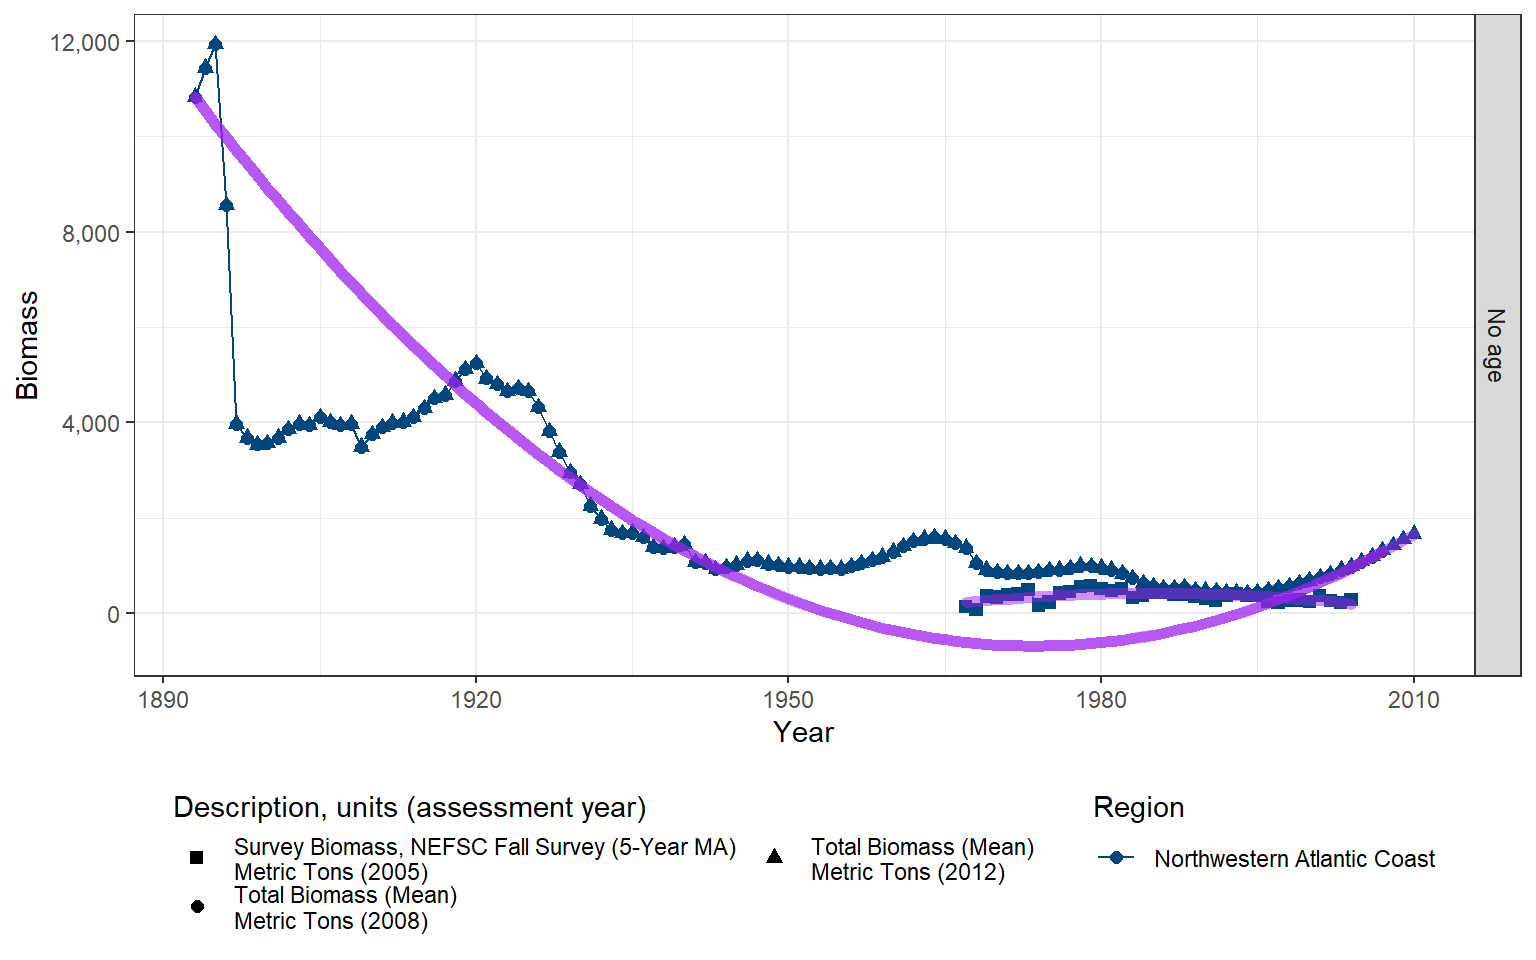 12,000
8,000
4,000
0
Biomass
No age
1890 1920 1950 1980 2010
Year
Description, units (assessment year)
Survey Biomass, NEFSC Fall Survey (5-Year MA)
Metric Tons (2005)
Total Biomass (Mean)
Metric Tons (2008)
Total Biomass (Mean)
Metric Tons (2012)
Region
Northwestern Atlantic Coast